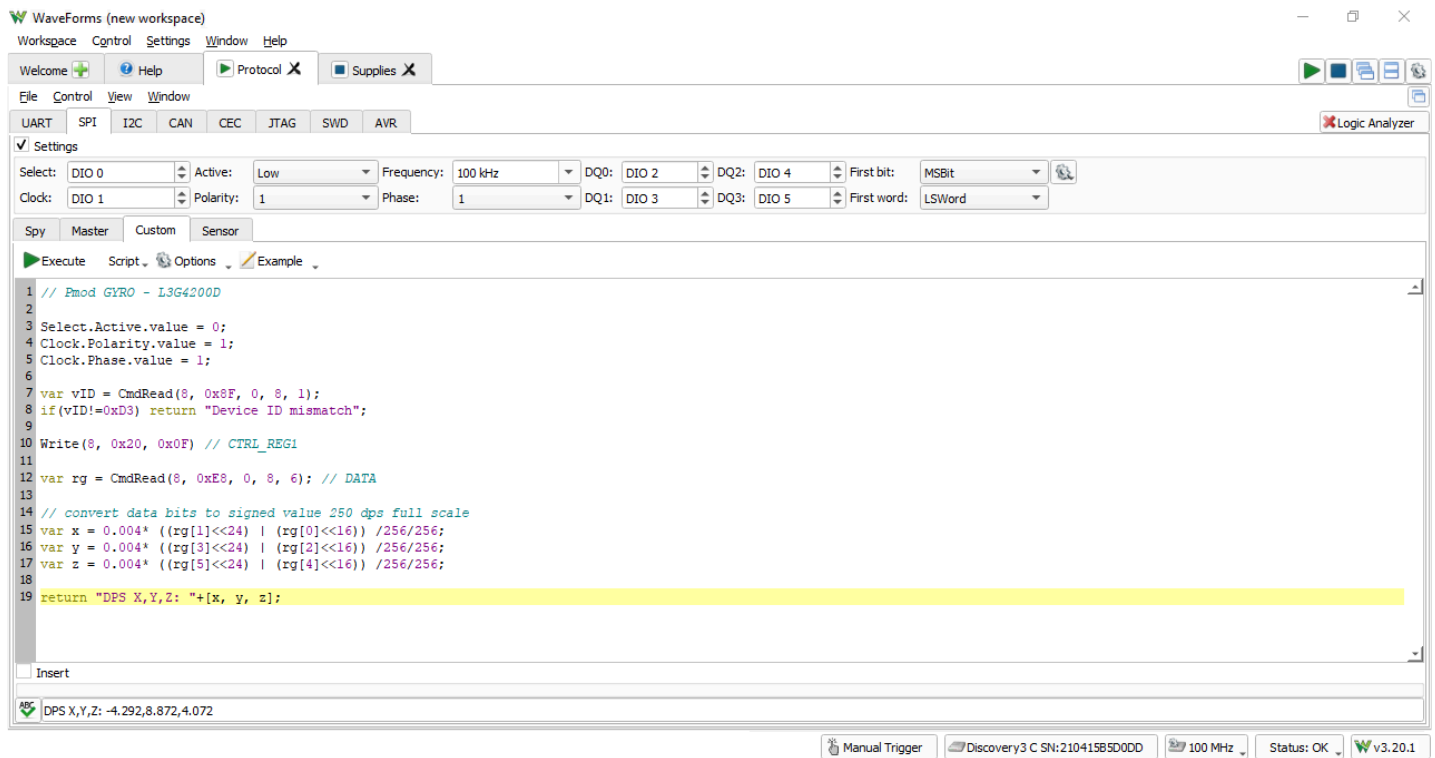 WaveForms (new workspace)
Workspace Control Settings Window Help
Welcome Help Protocol Supplies
File Control View Window
UART SPI I2C CAN CEC JTAG SWD AVR Logic Analyzer
Settings
Select: DIO 0 Active: Low Frequency: 100 kHz DQ0: DIO 2 DQ2: DIO 4 First bit: MSBit
Clock: DIO 1 Polarity: 1 Phase: 1 DQ1: DIO 3 DQ3: DIO 5 First word: LSWord
Spy Master Custom Sensor
Execute Script Options Example
1 // Pmod GYRO - L3G4200D
2
3 Select.Active.value = 0;
4 Clock.Polarity.value = 1;
5 Clock.Phase.value = 1;
6
7 var vID = CmdRead(8, 0x8F, 0, 8, 1);
8 if(vID!=0xD3) return "Device ID mismatch";
9
10 Write(8, 0x20, 0x0F) // CTRL_REG1
11
12 var rg = CmdRead(8, 0xE8, 0, 8, 6); // DATA
13
14 // convert data bits to signed value 250 dps full scale
15 var x = 0.004* ((rg[1]<<24) | (rg[0]<<16)) /256/256;
16 var y = 0.004* ((rg[3]<<24) | (rg[2]<<16)) /256/256;
17 var z = 0.004* ((rg[5]<<24) | (rg[4]<<16)) /256/256;
18
19 return "DPS X,Y,Z: "+[x, y, z];
Insert
ABC DPS X,Y,Z: -4.292,8.872,4.072
Manual Trigger Discovery3 C SN:210415B5D0DD 100 MHz Status: OK v3.20.1